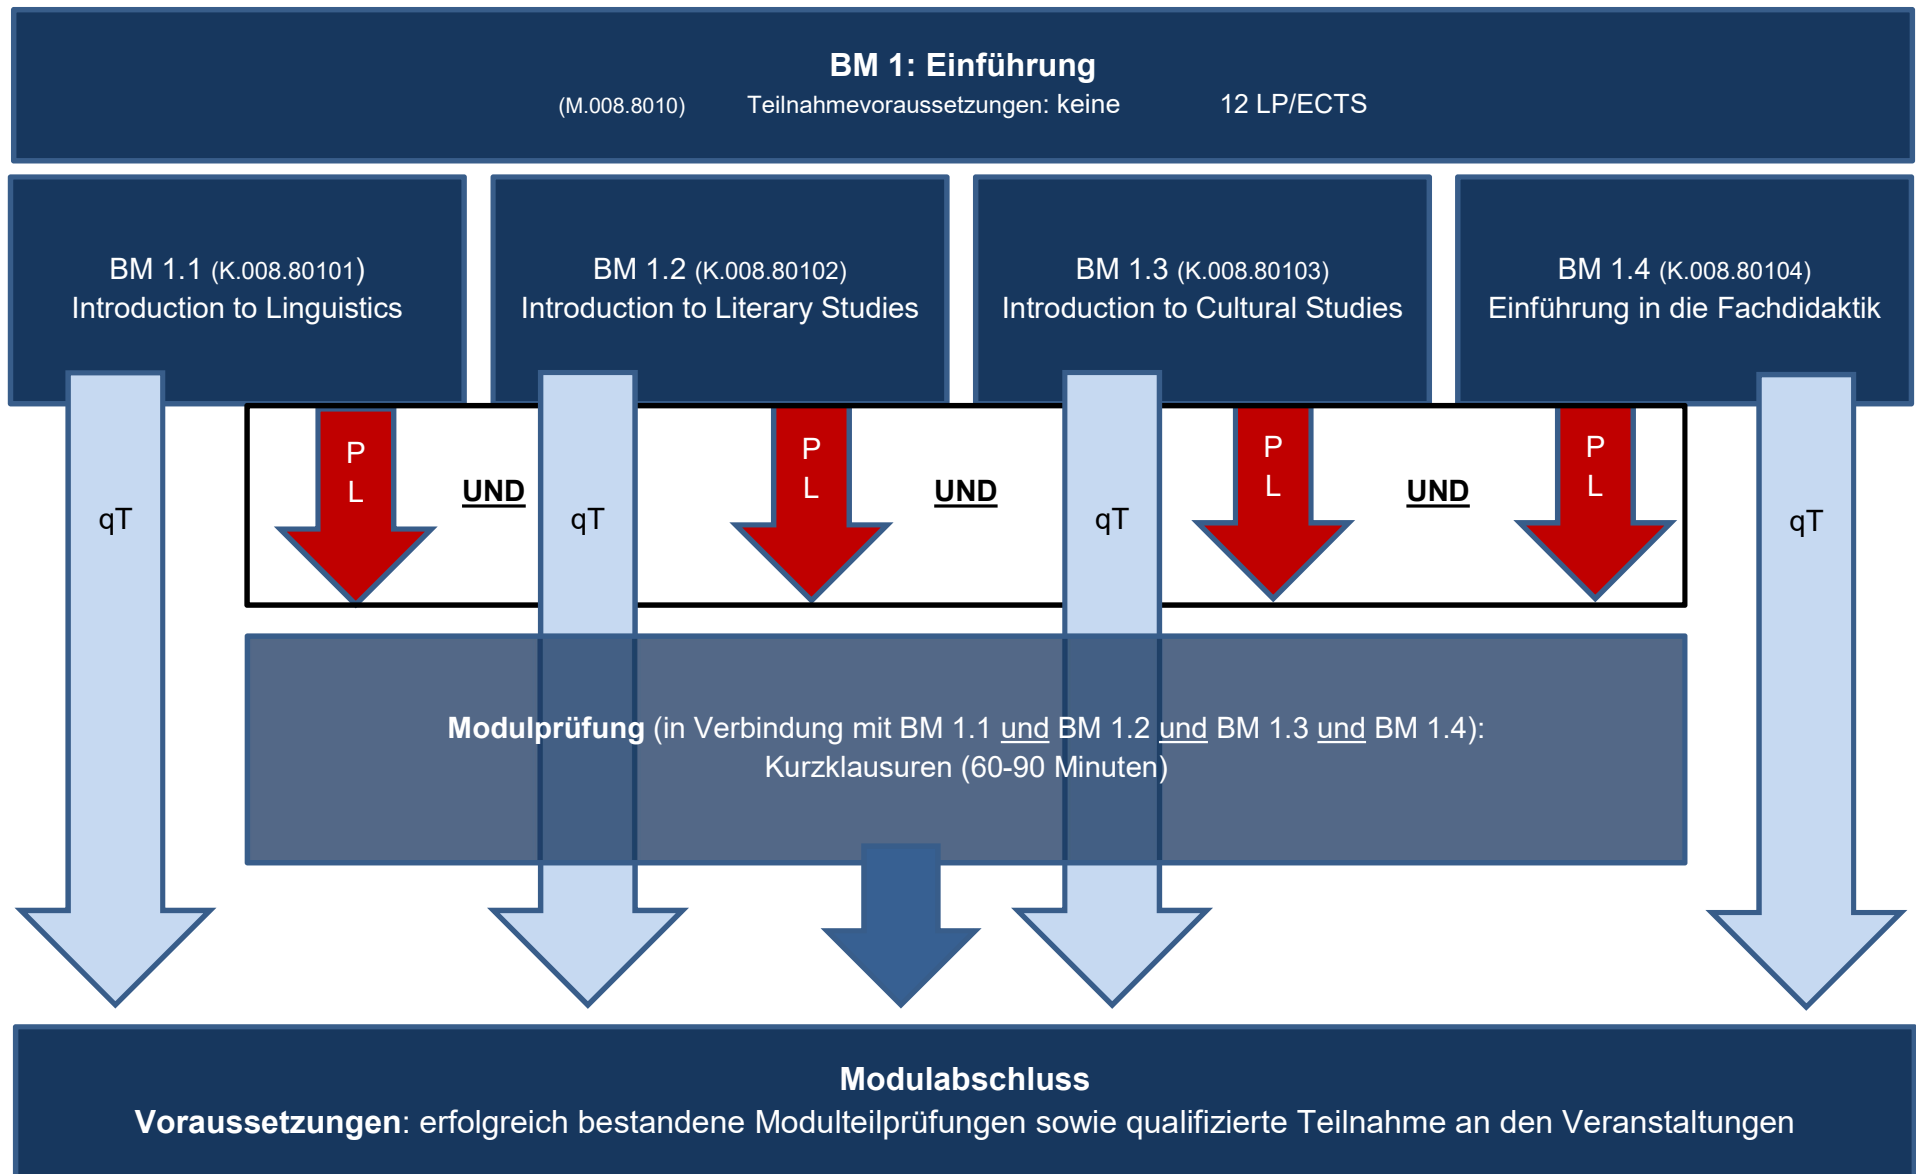 BM 1: Einführung
(M.008.8010) Teilnahmevoraussetzungen: keine 12 LP/ECTS
BM 1.1 (K.008.80101)
Introduction to Linguistics
BM 1.2 (K.008.80102)
Introduction to Literary Studies
BM 1.3 (K.008.80103)
Introduction to Cultural Studies
BM 1.4 (K.008.80104)
Einführung in die Fachdidaktik
qT
P
L
UND
qT
P
L
UND
qT
P
L
UND
P
L
qT
Modulprüfung (in Verbindung mit BM 1.1 und BM 1.2 und BM 1.3 und BM 1.4):
Kurzklausuren (60-90 Minuten)
Modulabschluss
Voraussetzungen: erfolgreich bestandene Modulteilprüfungen sowie qualifizierte Teilnahme an den Veranstaltungen